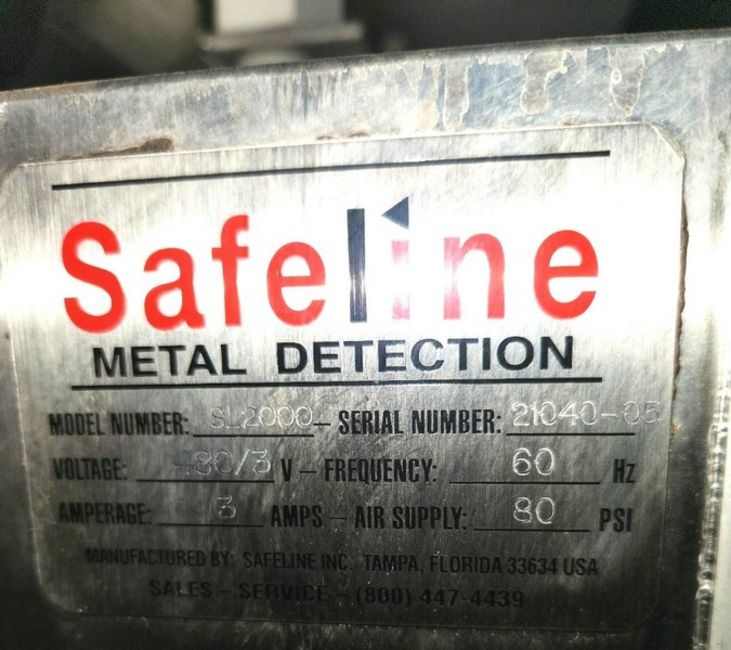 Safeline
METAL DETECTION
MODEL NUMBER: SL2000 - SERIAL NUMBER: 21040-05
VOLTAGE: 480/3 V - FREQUENCY: 60 Hz
AMPERAGE: 3 AMPS - AIR SUPPLY: 80 PSI
MANUFACTURED BY: SAFELINE INC. TAMPA, FLORIDA 33634 USA
SALES - SERVICE - (800) 447-4439